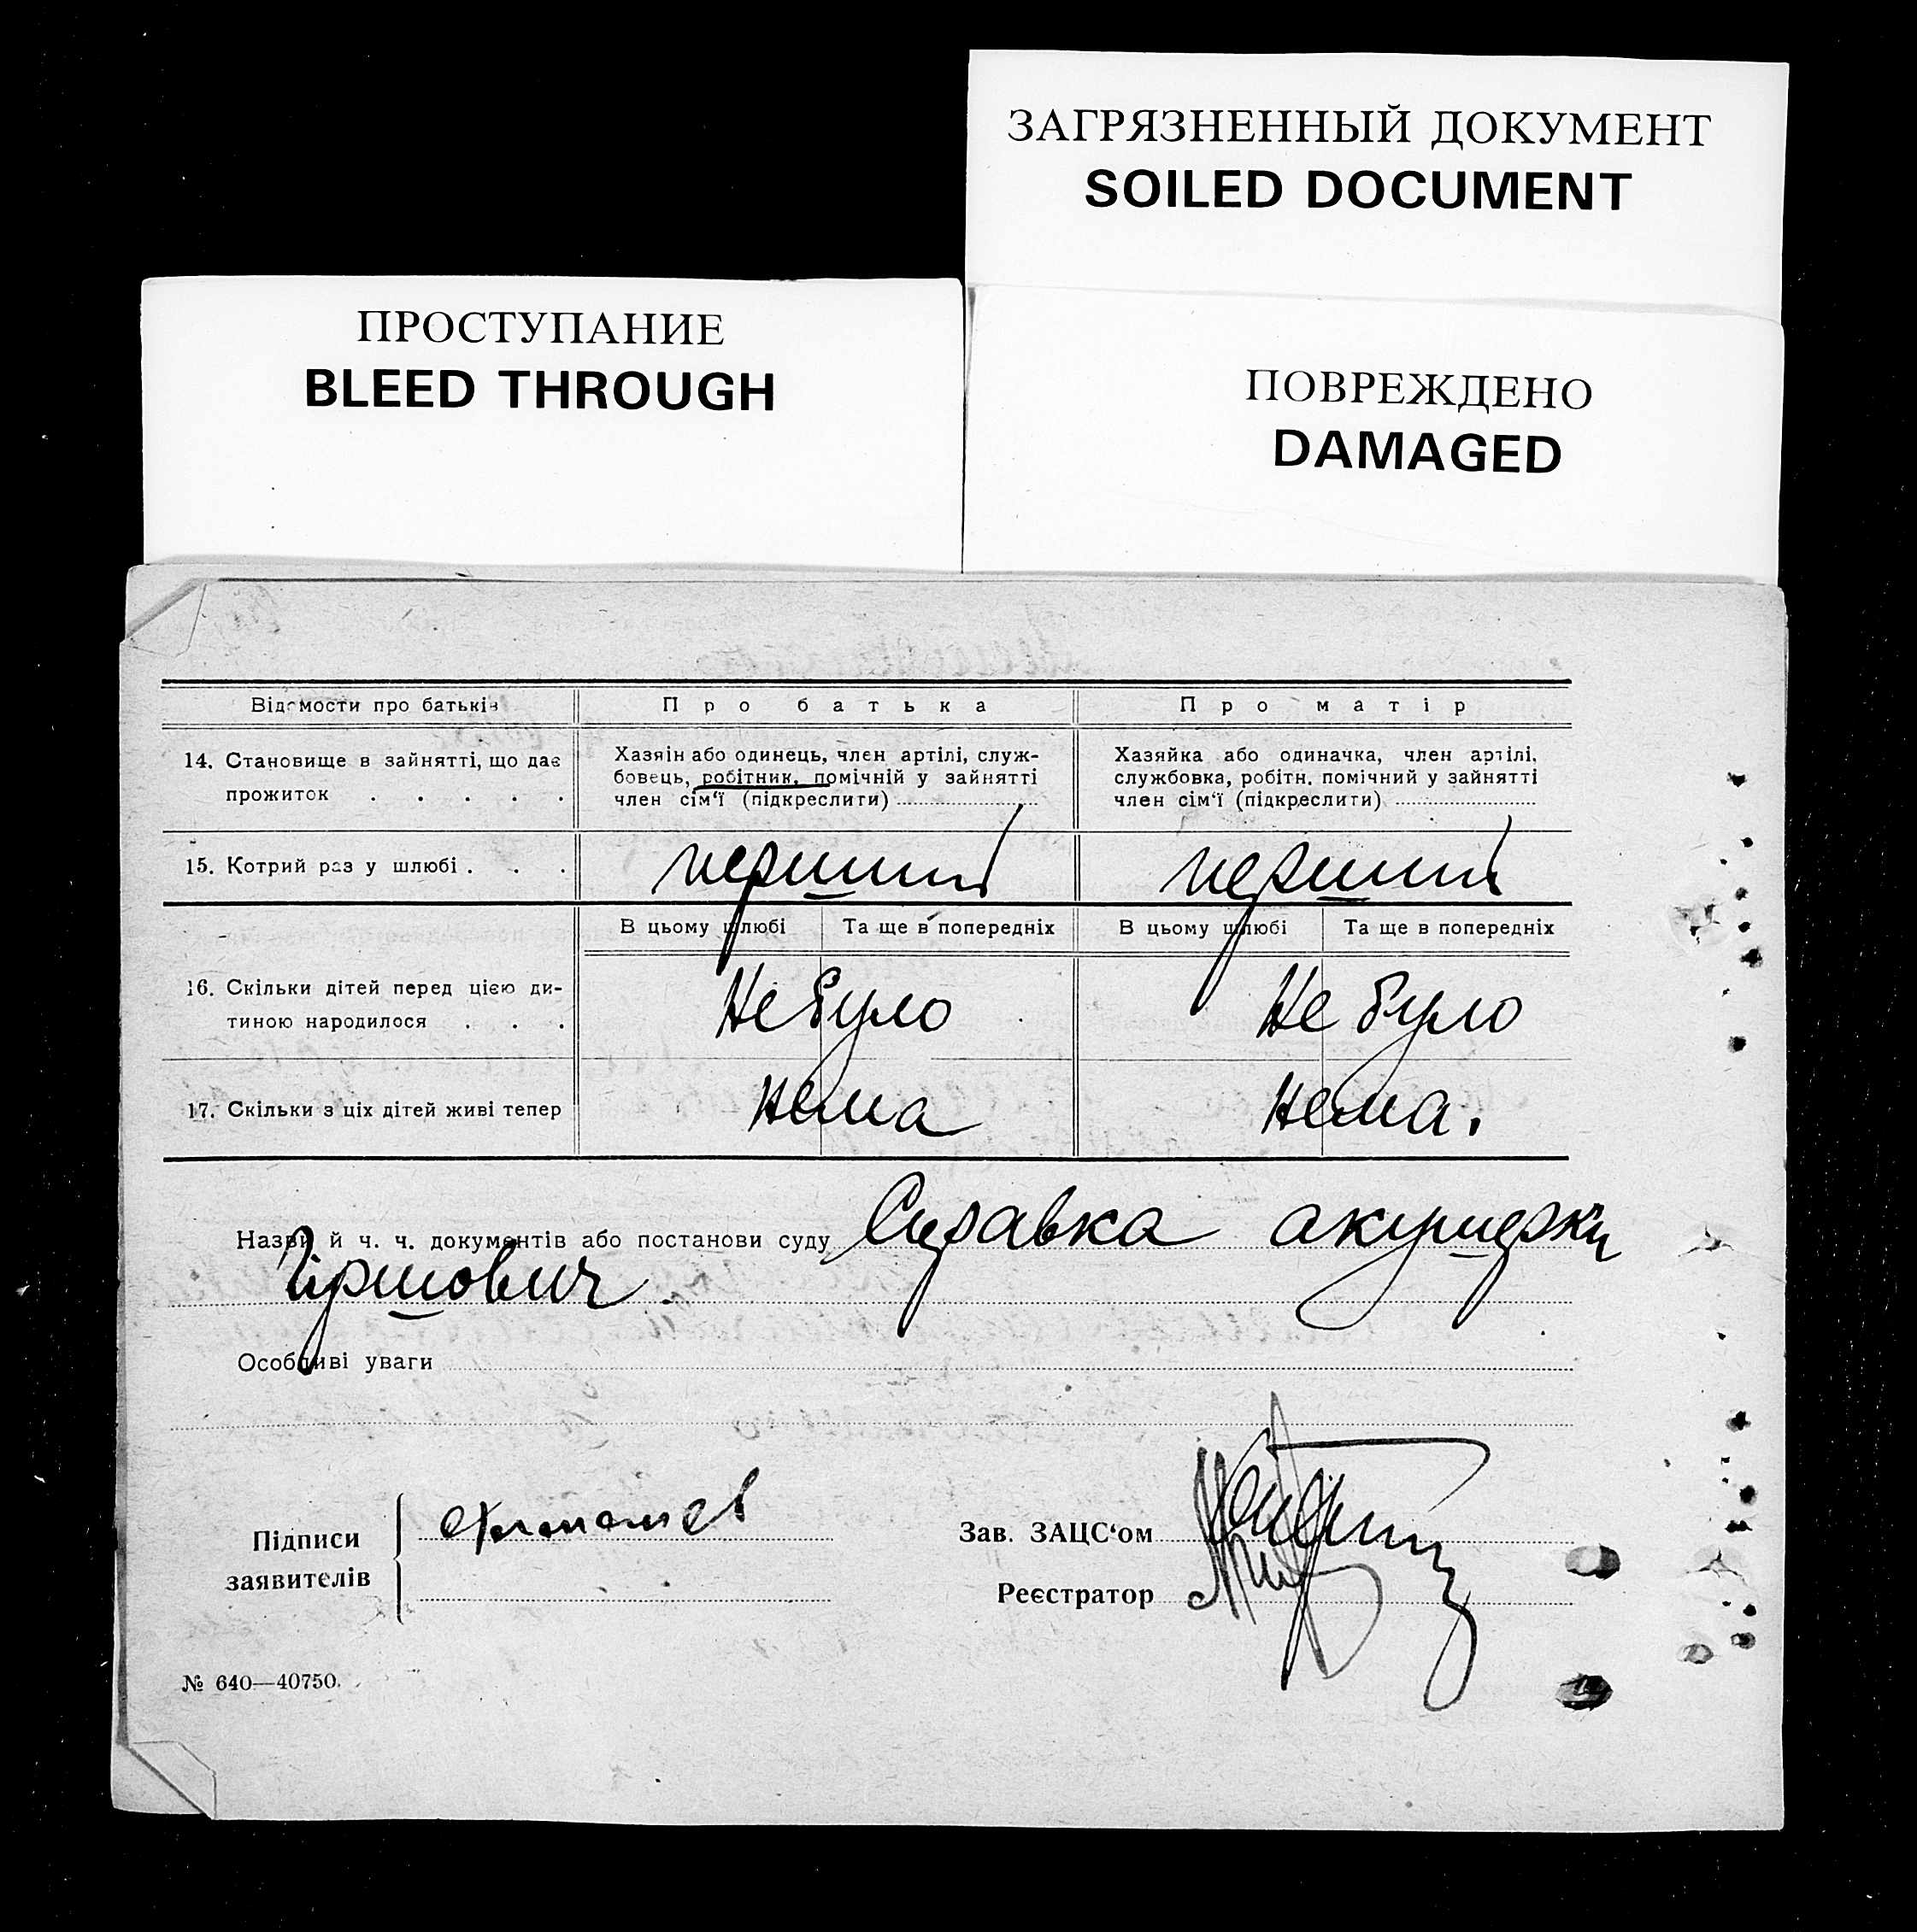 ЗАГРЯЗНЕННЫЙ ДОКУМЕНТ
SOILED DOCUMENT
ПРОСТУПАНИЕ
BLEED THROUGH
ПОВРЕЖДЕНО
DAMAGED
Відомости про батьків
Про батька
Про матір
14. Становище в зайнятті, що дає
прожиток . . . . .
Хазяін або одинець, член артілі, служ-
бовець, робітник, помічній у зайнятті
член сім‘ї (підкреслити)
Хазяйка або одиначка, член артілі,
службовка, робітн. помічний у зайнятті
член сім‘ї (підкреслити)
15. Котрий раз у шлюбі . . .
перший
перший
В цьому шлюбі
Та ще в попередніх
В цьому шлюбі
Та ще в попередніх
16. Скільки дітей перед цією ди-
тиною народилося . . .
Не було
Не було
17. Скільки з ціх дітей живі тепер
нема
нема.
Назви й ч. ч. документів або постанови суду Справка акушерки
Гіршович.
Особливі уваги
Підписи
заявителів
Зав. ЗАЦС‘ом
Реєстратор
№ 640—40750.